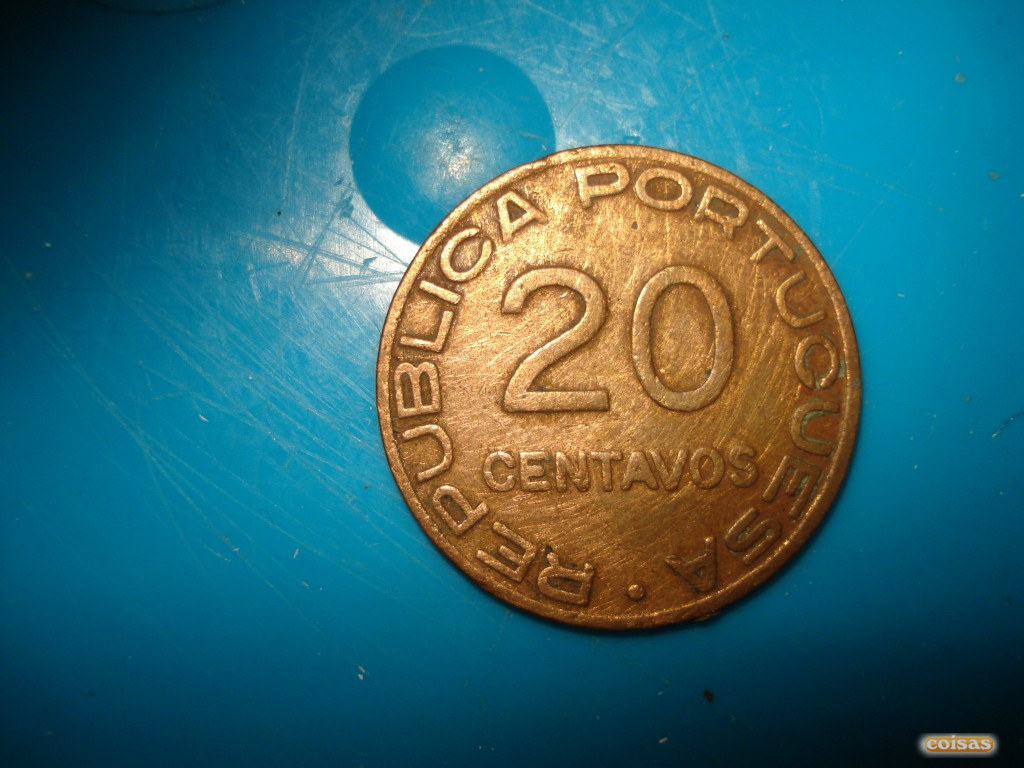 REPUBLICA PORTUGUESA
20
CENTAVOS
coisas